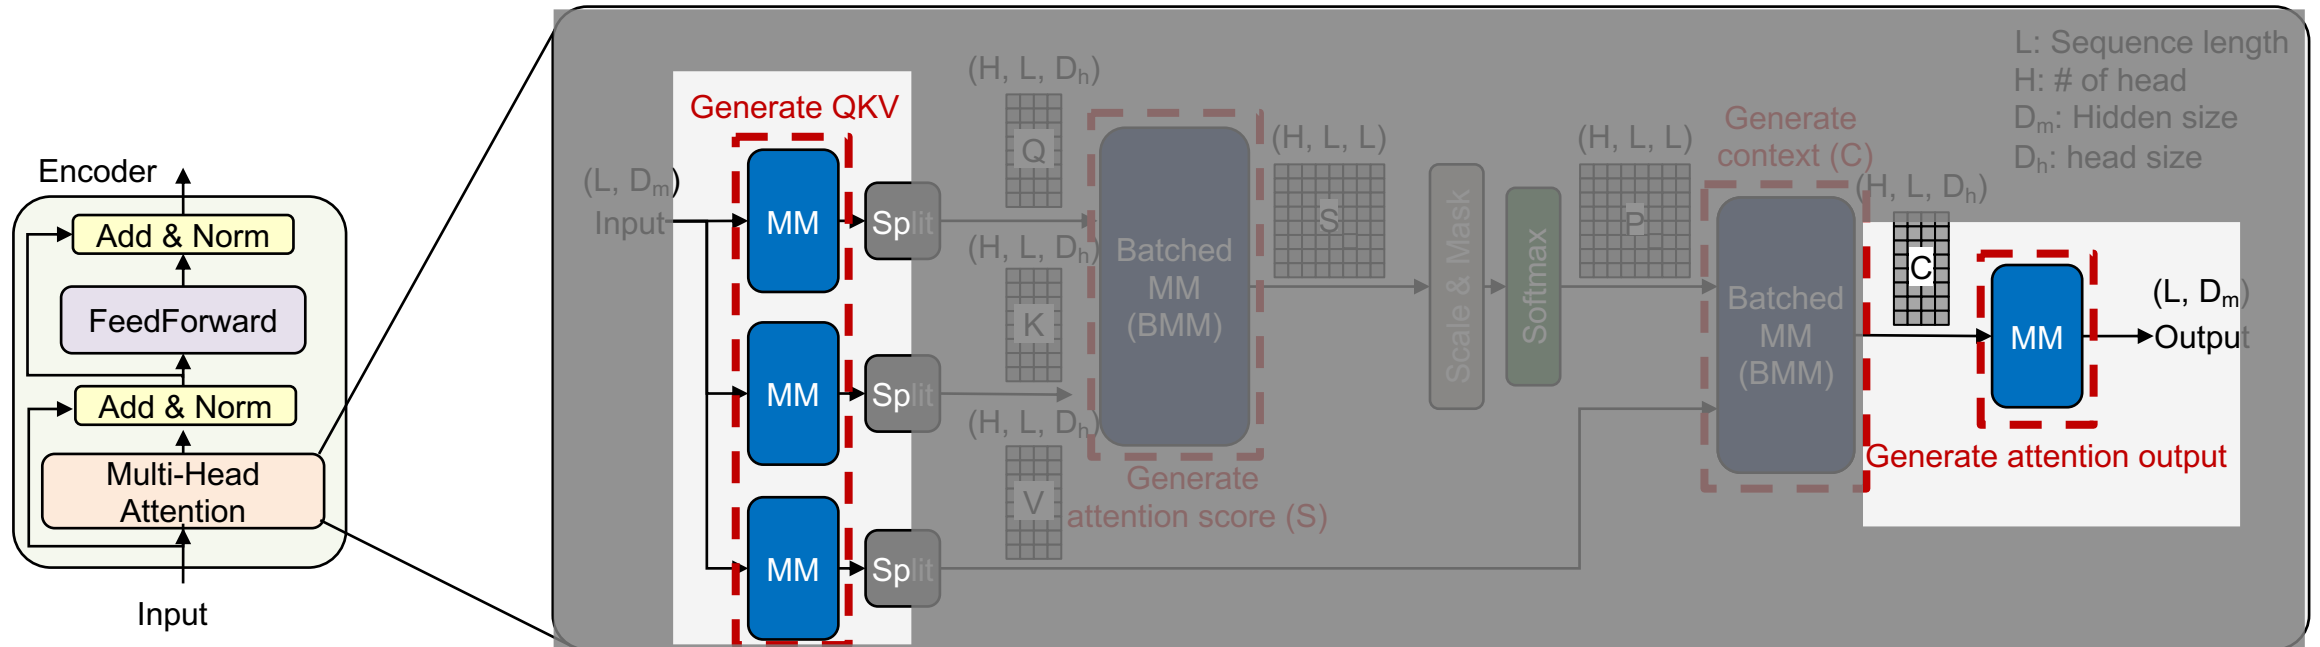 Encoder
Add & Norm
FeedForward
Add & Norm
Multi-Head
Attention
Input
L: Sequence length
H: # of head
Dₘ: Hidden size
Dₕ: head size
Generate QKV
(L, Dₘ)
Input
MM
MM
MM
Split
Split
Split
(H, L, Dₕ)
Q
(H, L, Dₕ)
K
(H, L, Dₕ)
V
Batched
MM
(BMM)
Generate
attention score (S)
(H, L, L)
S
Scale & Mask
Softmax
(H, L, L)
P
Generate
context (C)
Batched
MM
(BMM)
(H, L, Dₕ)
C
MM
(L, Dₘ)
Output
Generate attention output